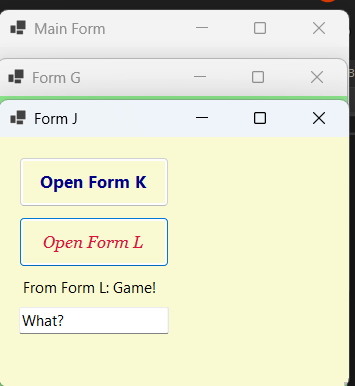 Main Form
Form G
Form J
Open Form K
Open Form L
From Form L: Game!
What?